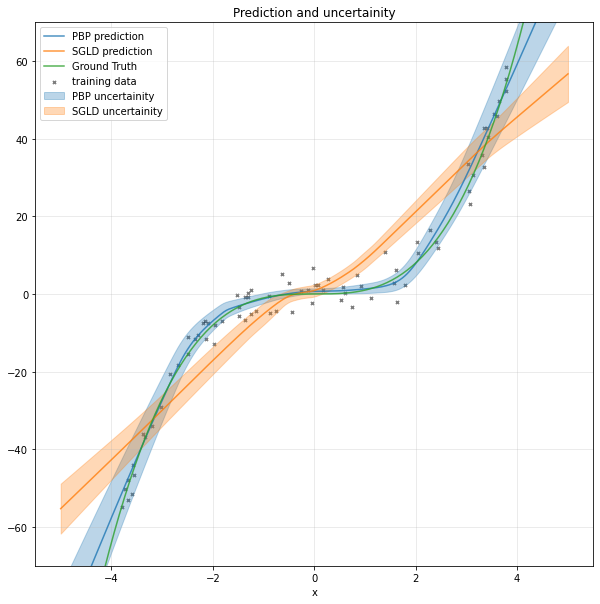 Prediction and uncertainity
PBP prediction
SGLD prediction
Ground Truth
training data
PBP uncertainity
SGLD uncertainity
60
40
20
0
−20
−40
−60
−4
−2
0
2
4
x